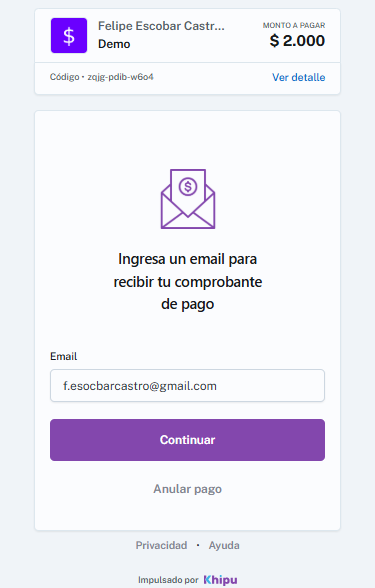 Felipe Escobar Castr...
MONTO A PAGAR
Demo
$ 2.000
Código • zqjg-pdib-w6o4
Ver detalle
Ingresa un email para
recibir tu comprobante
de pago
Email
f.esocbarcastro@gmail.com
Continuar
Anular pago
Privacidad • Ayuda
Impulsado por Khipu